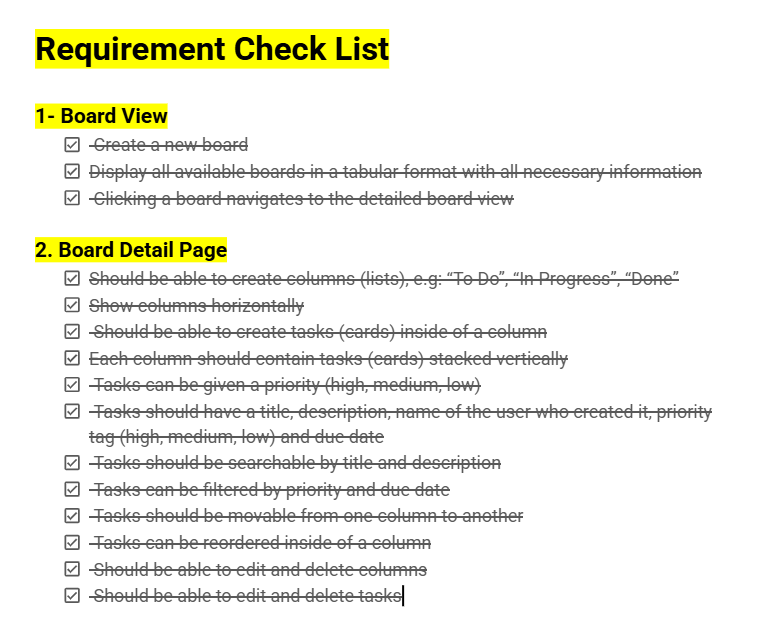 Requirement Check List
1- Board View
Create a new board
Display all available boards in a tabular format with all necessary information
Clicking a board navigates to the detailed board view
2. Board Detail Page
Should be able to create columns (lists), e.g: “To Do”, “In Progress”, “Done”
Show columns horizontally
Should be able to create tasks (cards) inside of a column
Each column should contain tasks (cards) stacked vertically
Tasks can be given a priority (high, medium, low)
Tasks should have a title, description, name of the user who created it, priority
tag (high, medium, low) and due date
Tasks should be searchable by title and description
Tasks can be filtered by priority and due date
Tasks should be movable from one column to another
Tasks can be reordered inside of a column
Should be able to edit and delete columns
Should be able to edit and delete tasks